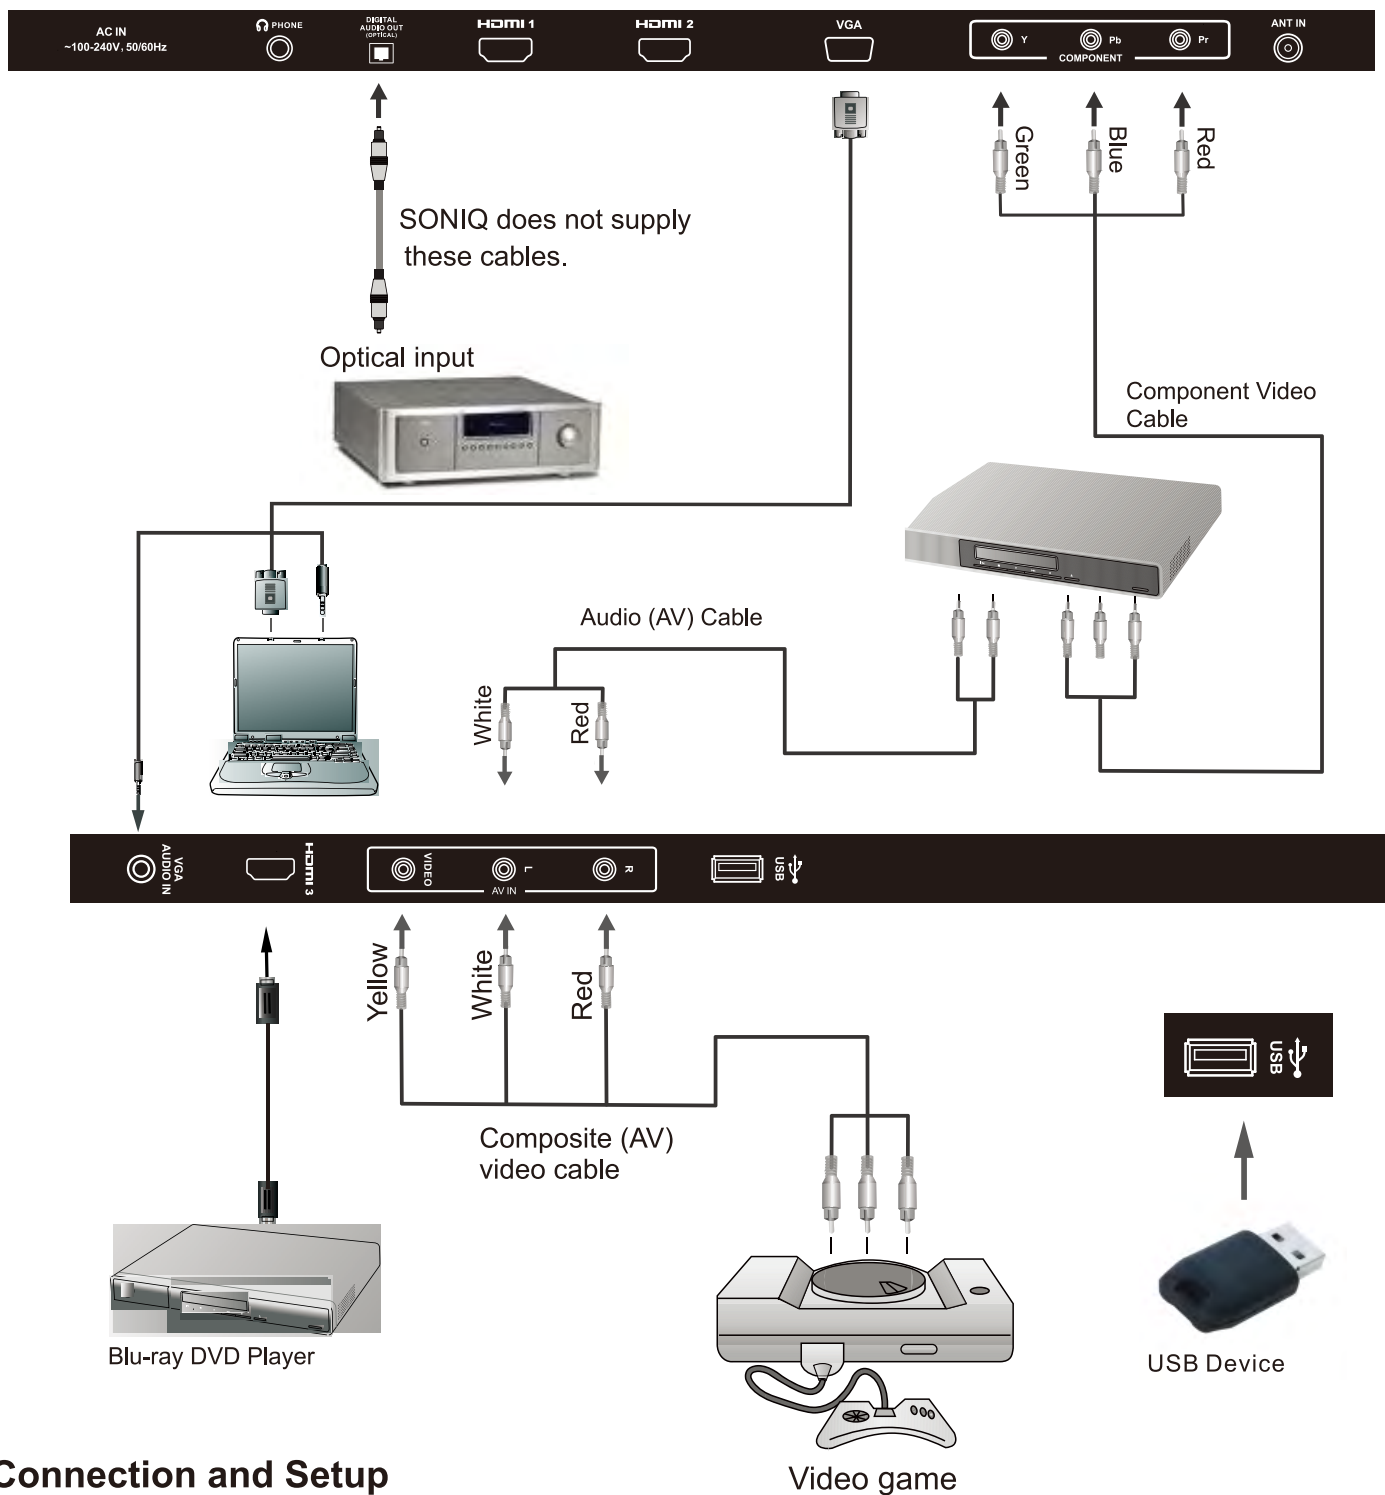 AC IN
~100-240V, 50/60Hz
PHONE
DIGITAL
AUDIO OUT
(OPTICAL)
HDMI 1
HDMI 2
VGA
Y
Pb
Pr
COMPONENT
ANT IN
Green
Blue
Red
SONIQ does not supply
these cables.
Optical input
Component Video
Cable
Audio (AV) Cable
White
Red
VGA
AUDIO IN
HDMI 3
VIDEO
L
R
AV IN
USB
Yellow
White
Red
USB
Composite (AV)
video cable
Blu-ray DVD Player
USB Device
Connection and Setup
Video game